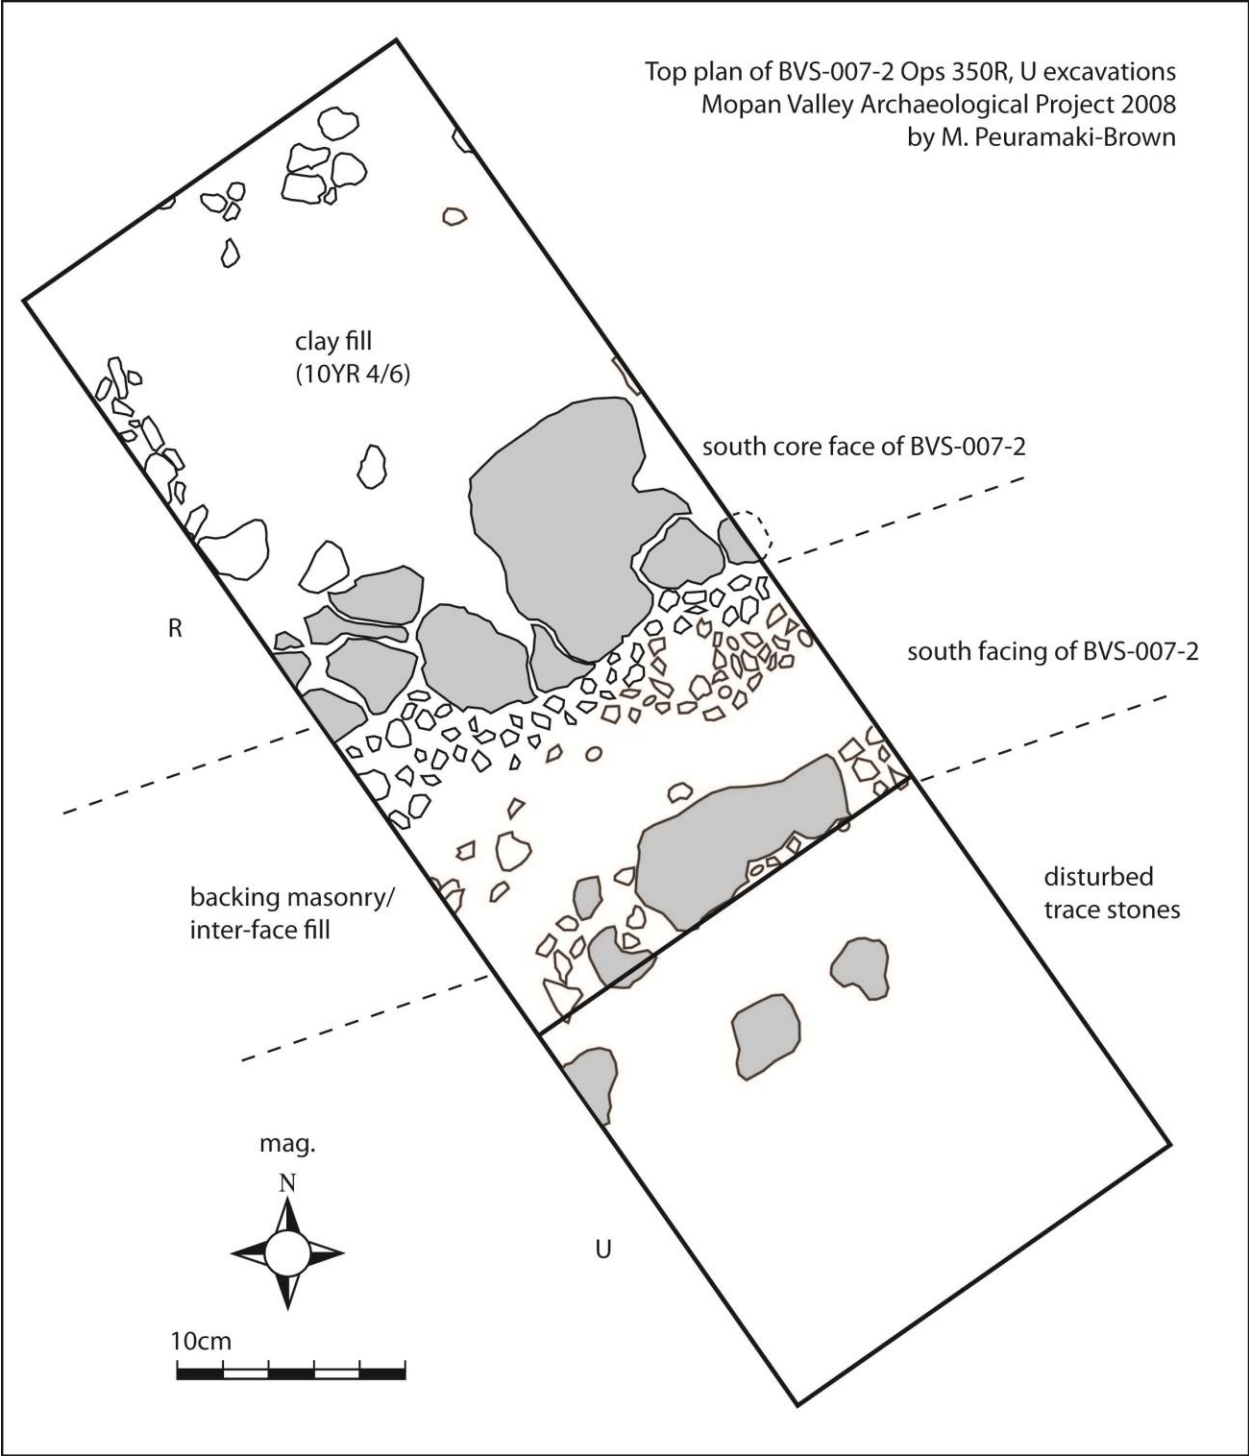 Top plan of BVS-007-2 Ops 350R, U excavations
Mopan Valley Archaeological Project 2008
by M. Peuramaki-Brown
clay fill
(10YR 4/6)
south core face of BVS-007-2
R
south facing of BVS-007-2
backing masonry/
inter-face fill
disturbed
trace stones
mag.
N
U
10cm